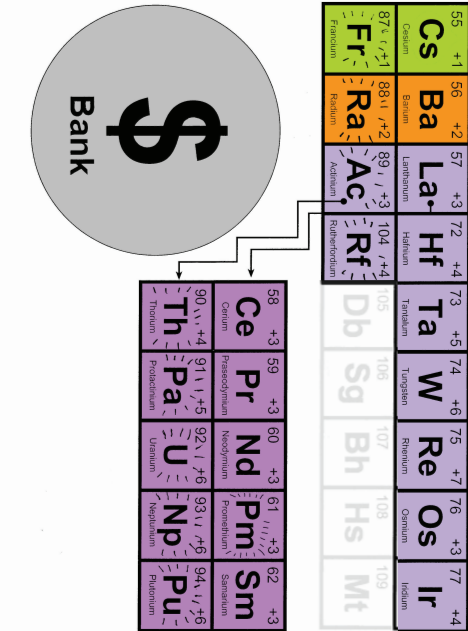 55 +1 56 +2 57 +3 72 +4 73 +5 74 +6 75 +7 76 +3 77 +4
Cs Ba La Hf Ta W Re Os Ir
Cesium Barium Lanthanum Hafnium Tantalum Tungsten Rhenium Osmium Iridium
87 +1 88 +2 89 +3 104 +4 105 106 107 108 109
Fr Ra Ac Rf Db Sg Bh Hs Mt
Francium Radium Actinium Rutherfordium
58 +3 59 +3 60 +3 61 +3 62 +3
Ce Pr Nd Pm Sm
Cerium Praseodymium Neodymium Promethium Samarium
90 +4 91 +5 92 +6 93 +6 94 +6
Th Pa U Np Pu
Thorium Protactinium Uranium Neptunium Plutonium
$
Bank